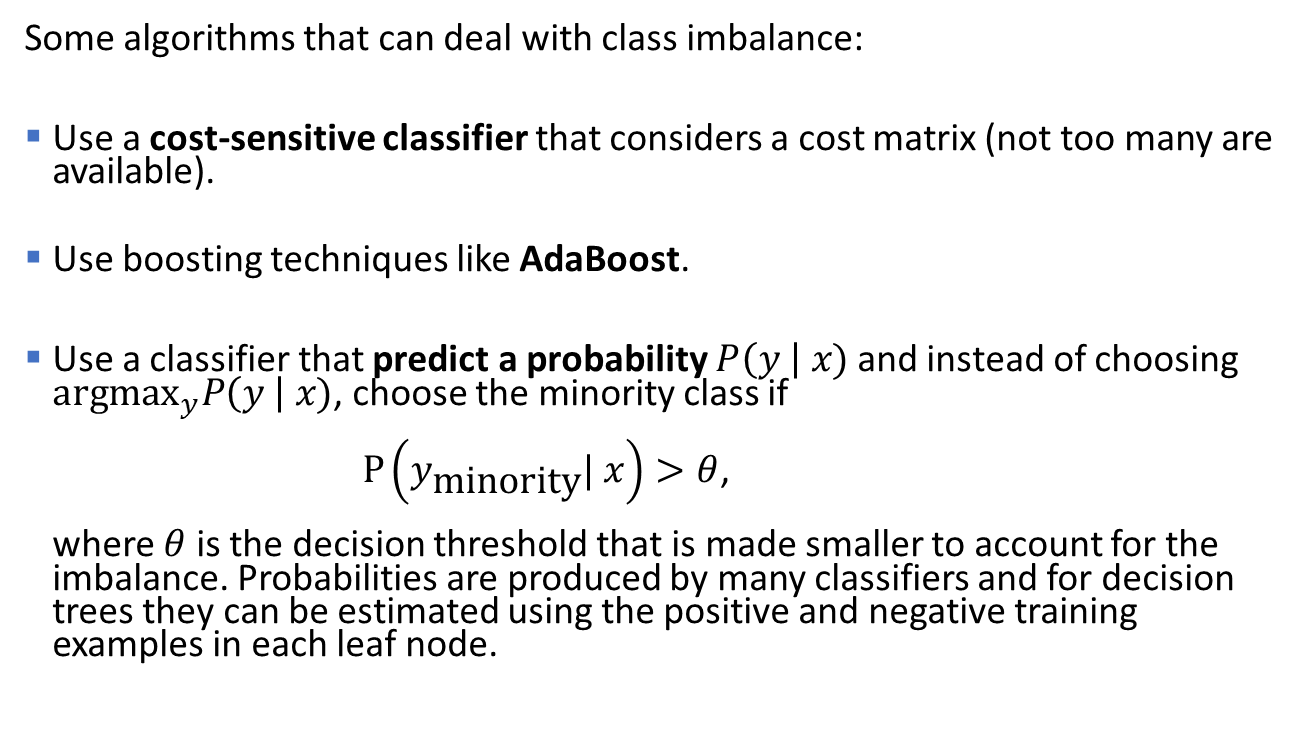 Some algorithms that can deal with class imbalance:
▪ Use a cost-sensitive classifier that considers a cost matrix (not too many are
available).
▪ Use boosting techniques like AdaBoost.
▪ Use a classifier that predict a probability P(y | x) and instead of choosing
argmax_y P(y | x), choose the minority class if
P(y_minority | x) > θ,
where θ is the decision threshold that is made smaller to account for the
imbalance. Probabilities are produced by many classifiers and for decision
trees they can be estimated using the positive and negative training
examples in each leaf node.